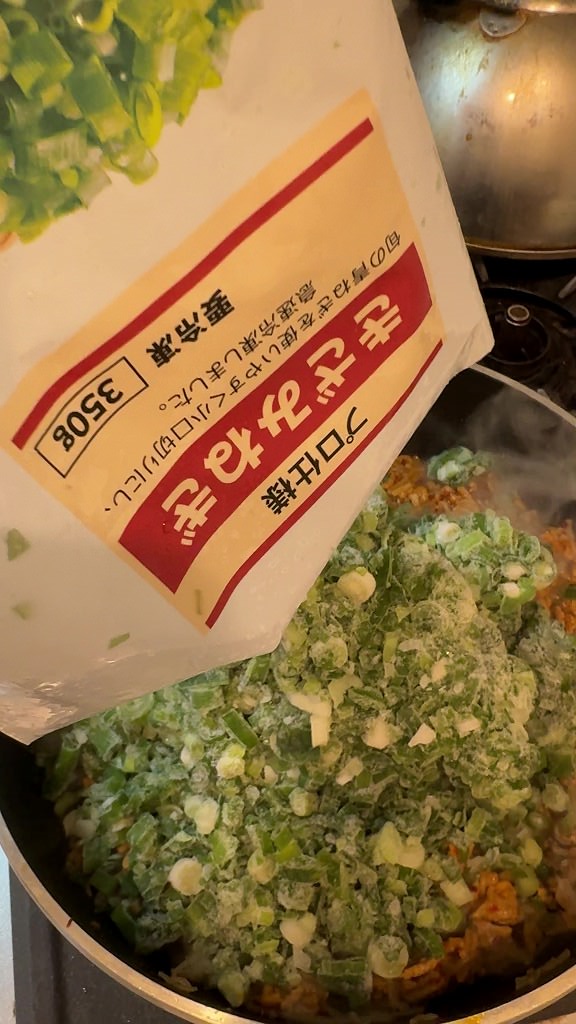 プロ仕様
きざみねぎ
旬の青ねぎを使いやすく小口切りにし、
急速冷凍しました。
要冷凍
350g